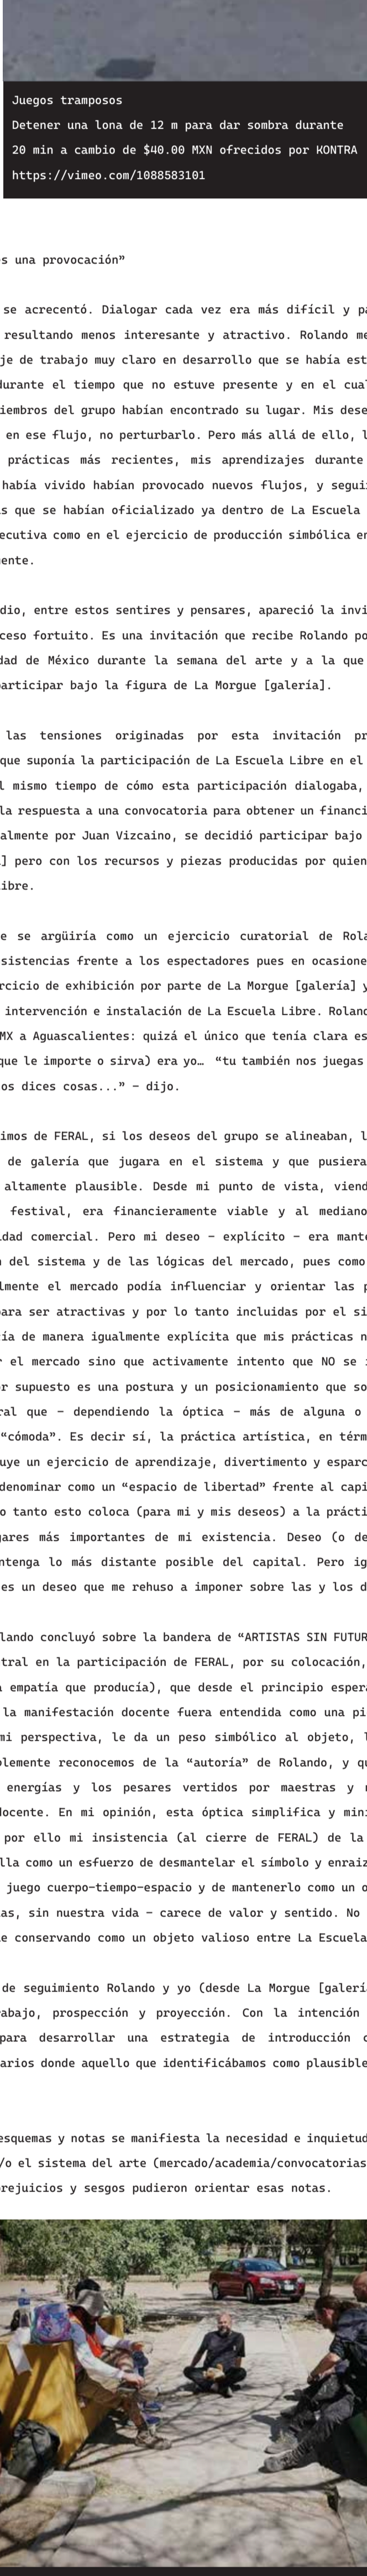 Juegos tramposos
Detener una lona de 12 m para dar sombra durante
20 min a cambio de $40.00 MXN ofrecidos por KONTRA
https://vimeo.com/1088583101
s una provocación”
se acrecentó. Dialogar cada vez era más difícil y pa
resultando menos interesante y atractivo. Rolando me
je de trabajo muy claro en desarrollo que se había est
durante el tiempo que no estuve presente y en el cual
iembros del grupo habían encontrado su lugar. Mis dese
en ese flujo, no perturbarlo. Pero más allá de ello, l
prácticas más recientes, mis aprendizajes durante
había vivido habían provocado nuevos flujos, y segui
s que se habían oficializado ya dentro de La Escuela
ecutiva como en el ejercicio de producción simbólica en
ente.
dio, entre estos sentires y pensares, apareció la invi
ceso fortuito. Es una invitación que recibe Rolando po
dad de México durante la semana del arte y a la que
articipar bajo la figura de La Morgue [galería].
las tensiones originadas por esta invitación pr
que suponía la participación de La Escuela Libre en el
l mismo tiempo de cómo esta participación dialogaba,
la respuesta a una convocatoria para obtener un financi
almente por Juan Vizcaino, se decidió participar bajo
] pero con los recursos y piezas producidas por quien
ibre.
e se argüiría como un ejercicio curatorial de Rola
sistencias frente a los espectadores pues en ocasione
rcicio de exhibición por parte de La Morgue [galería] y
intervención e instalación de La Escuela Libre. Roland
MX a Aguascalientes: quizá el único que tenía clara es
que le importe o sirva) era yo… “tu también nos juegas
os dices cosas...” – dijo.
imos de FERAL, si los deseos del grupo se alineaban, l
de galería que jugara en el sistema y que pusiera
altamente plausible. Desde mi punto de vista, viend
festival, era financieramente viable y al mediano
idad comercial. Pero mi deseo – explícito – era mante
del sistema y de las lógicas del mercado, pues como
lmente el mercado podía influenciar y orientar las p
para ser atractivas y por lo tanto incluidas por el si
ía de manera igualmente explícita que mis prácticas n
r el mercado sino que activamente intento que NO se i
r supuesto es una postura y un posicionamiento que so
ral que – dependiendo la óptica – más de alguna o
“cómoda”. Es decir sí, la práctica artística, en térm
uye un ejercicio de aprendizaje, divertimento y esparc
denominar como un “espacio de libertad” frente al capi
o tanto esto coloca (para mi y mis deseos) a la prácti
gares más importantes de mi existencia. Deseo (o de
ntenga lo más distante posible del capital. Pero ig
es un deseo que me rehuso a imponer sobre las y los d
lando concluyó sobre la bandera de “ARTISTAS SIN FUTUR
tral en la participación de FERAL, por su colocación,
a empatía que producía), que desde el principio espera
la manifestación docente fuera entendida como una pi
mi perspectiva, le da un peso simbólico al objeto, l
blemente reconocemos de la “autoría” de Rolando, y qu
energías y los pesares vertidos por maestras y m
docente. En mi opinión, esta óptica simplifica y mini
por ello mi insistencia (al cierre de FERAL) de la
lla como un esfuerzo de desmantelar el símbolo y enraiz
juego cuerpo-tiempo-espacio y de mantenerlo como un o
as, sin nuestra vida – carece de valor y sentido. No
e conservando como un objeto valioso entre La Escuela
de seguimiento Rolando y yo (desde La Morgue [galería
rabajo, prospección y proyección. Con la intención
para desarrollar una estrategia de introducción c
arios donde aquello que identificábamos como plausible
esquemas y notas se manifiesta la necesidad e inquietud
/o el sistema del arte (mercado/academia/convocatorias
rejuicios y sesgos pudieron orientar esas notas.